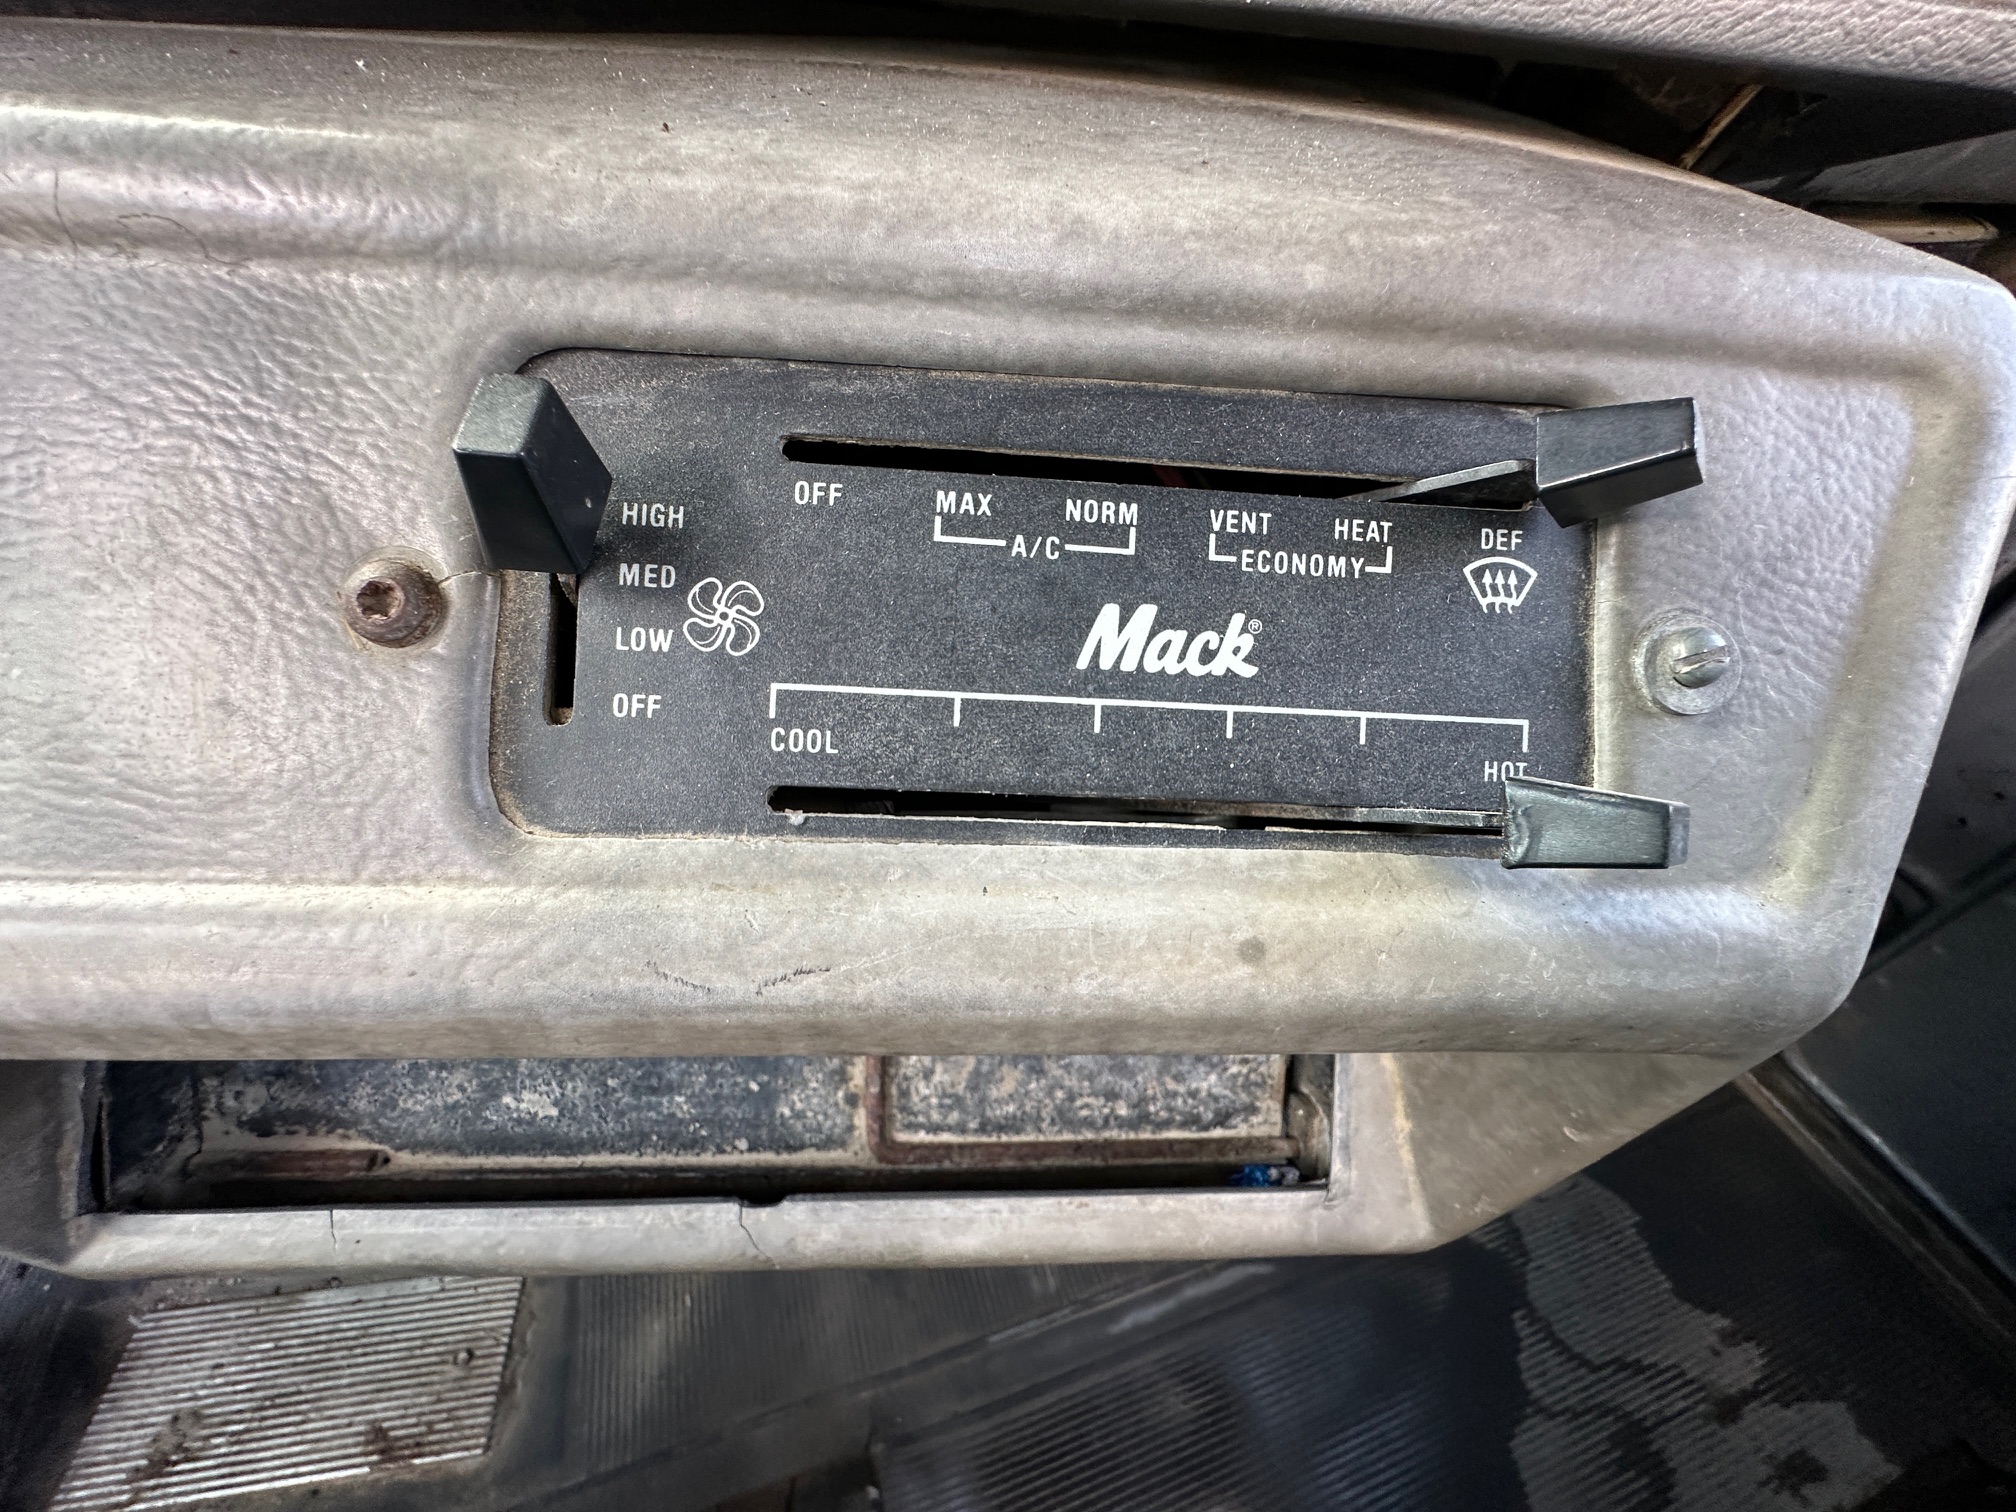 OFF
MAX NORM
A/C
VENT HEAT
ECONOMY
DEF
HIGH
MED
LOW
OFF
Mack®
COOL
HOT